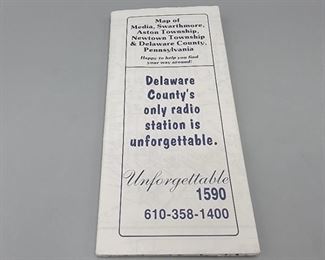 Map of
Media, Swarthmore,
Aston Township,
Newtown Township
& Delaware County,
Pennsylvania
Happy to help you find
your way around!
Delaware
County's
only radio
station is
unforgettable.
Unforgettable
1590
610-358-1400